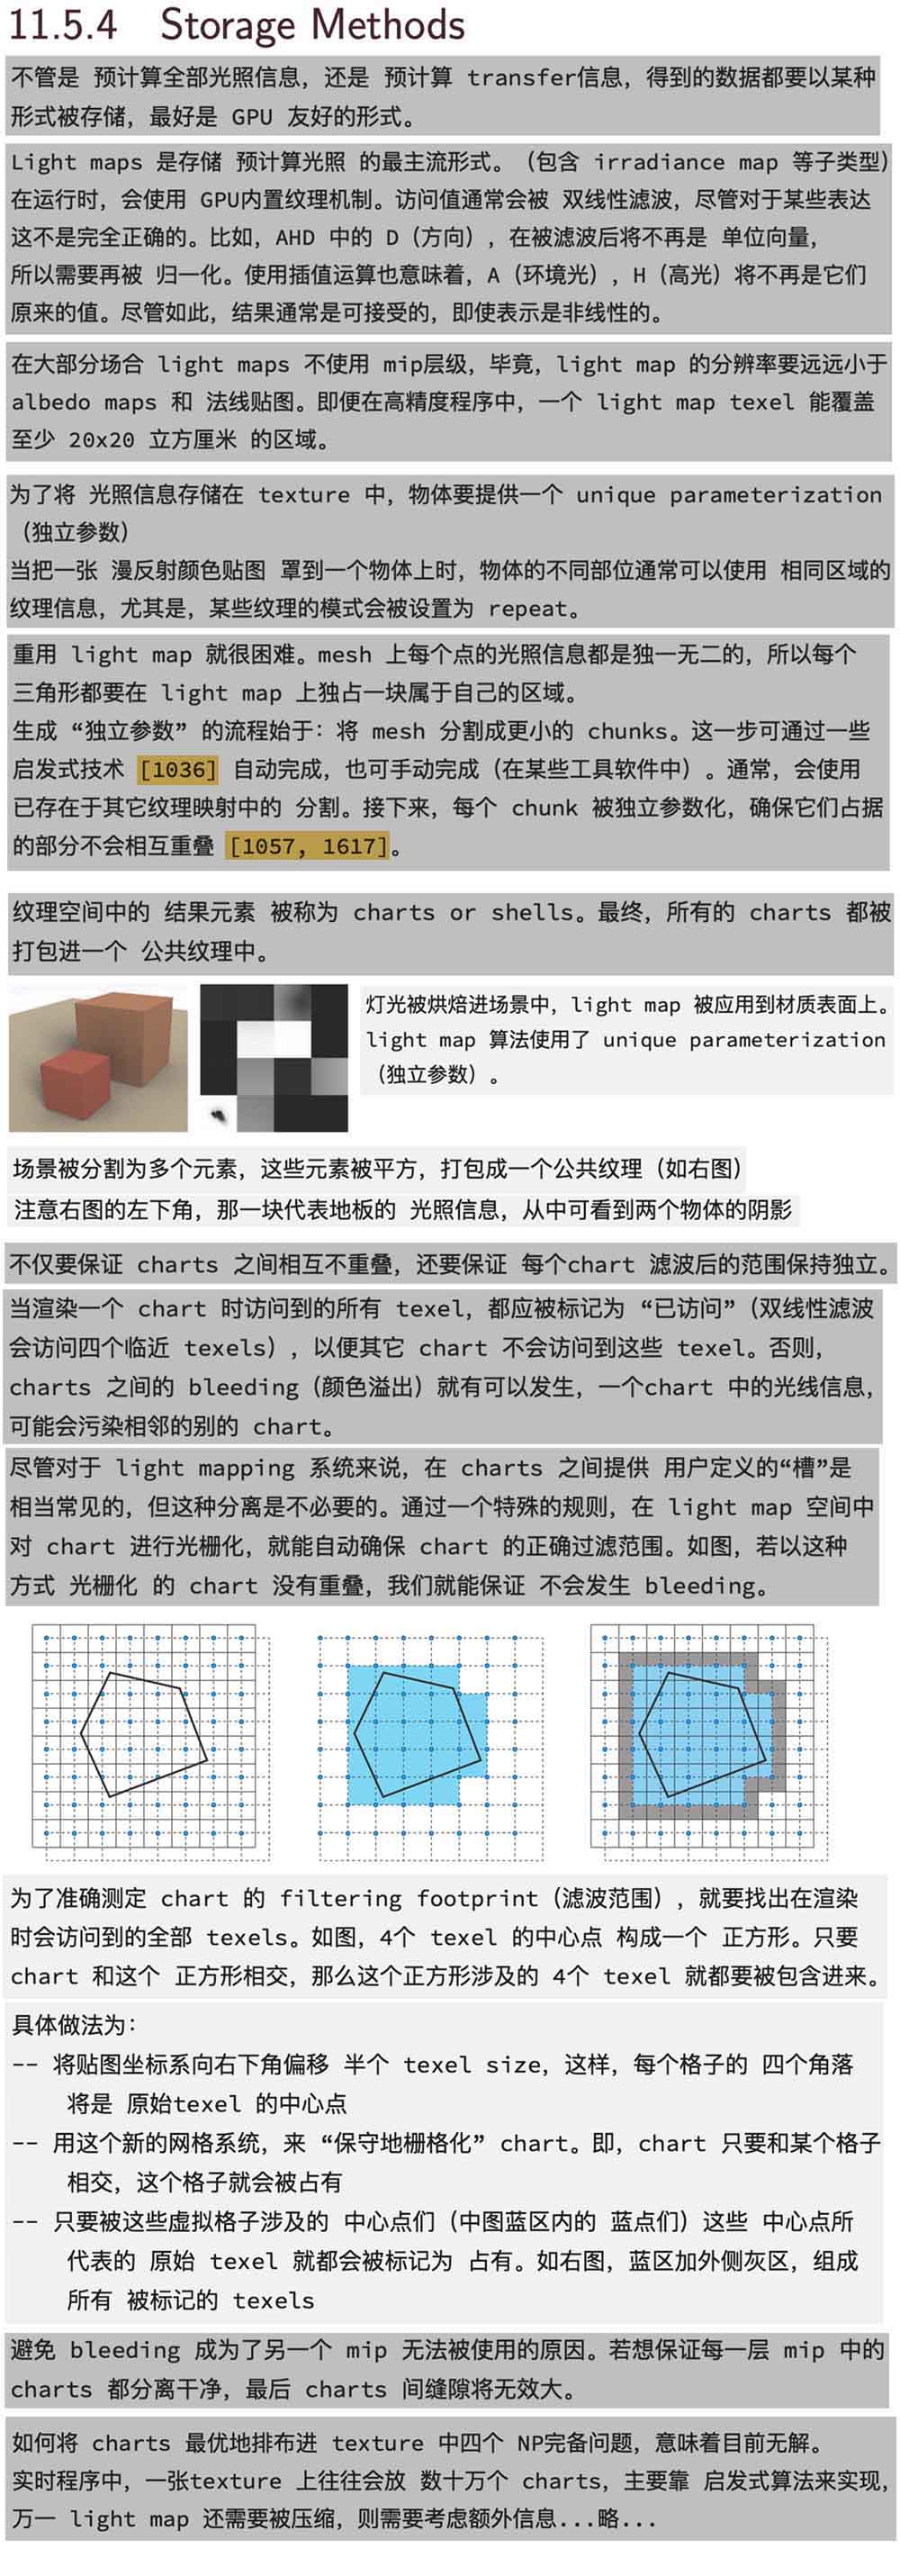 11.5.4 Storage Methods
不管是 预计算全部光照信息，还是 预计算 transfer信息，得到的数据都要以某种
形式被存储，最好是 GPU 友好的形式。
Light maps 是存储 预计算光照 的最主流形式。（包含 irradiance map 等子类型）
在运行时，会使用 GPU内置纹理机制。访问值通常会被 双线性滤波，尽管对于某些表达
这不是完全正确的。比如，AHD 中的 D（方向），在被滤波后将不再是 单位向量，
所以需要再被 归一化。使用插值运算也意味着，A（环境光），H（高光）将不再是它们
原来的值。尽管如此，结果通常是可接受的，即使表示是非线性的。
在大部分场合 light maps 不使用 mip层级，毕竟，light map 的分辨率要远远小于
albedo maps 和 法线贴图。即便在高精度程序中，一个 light map texel 能覆盖
至少 20x20 立方厘米 的区域。
为了将 光照信息存储在 texture 中，物体要提供一个 unique parameterization
（独立参数）
当把一张 漫反射颜色贴图 罩到一个物体上时，物体的不同部位通常可以使用 相同区域的
纹理信息，尤其是，某些纹理的模式会被设置为 repeat。
重用 light map 就很困难。mesh 上每个点的光照信息都是独一无二的，所以每个
三角形都要在 light map 上独占一块属于自己的区域。
生成 “独立参数” 的流程始于：将 mesh 分割成更小的 chunks。这一步可通过一些
启发式技术 [1036] 自动完成，也可手动完成（在某些工具软件中）。通常，会使用
已存在于其它纹理映射中的 分割。接下来，每个 chunk 被独立参数化，确保它们占据
的部分不会相互重叠 [1057, 1617]。
纹理空间中的 结果元素 被称为 charts or shells。最终，所有的 charts 都被
打包进一个 公共纹理中。
灯光被烘焙进场景中，light map 被应用到材质表面上。
light map 算法使用了 unique parameterization
（独立参数）。
场景被分割为多个元素，这些元素被平方，打包成一个公共纹理（如右图）
注意右图的左下角，那一块代表地板的 光照信息，从中可看到两个物体的阴影
不仅要保证 charts 之间相互不重叠，还要保证 每个chart 滤波后的范围保持独立。
当渲染一个 chart 时访问到的所有 texel，都应被标记为 “已访问”（双线性滤波
会访问四个临近 texels），以便其它 chart 不会访问到这些 texel。否则，
charts 之间的 bleeding（颜色溢出）就有可以发生，一个chart 中的光线信息，
可能会污染相邻的别的 chart。
尽管对于 light mapping 系统来说，在 charts 之间提供 用户定义的“槽”是
相当常见的，但这种分离是不必要的。通过一个特殊的规则，在 light map 空间中
对 chart 进行光栅化，就能自动确保 chart 的正确过滤范围。如图，若以这种
方式 光栅化 的 chart 没有重叠，我们就能保证 不会发生 bleeding。
为了准确测定 chart 的 filtering footprint（滤波范围），就要找出在渲染
时会访问到的全部 texels。如图，4个 texel 的中心点 构成一个 正方形。只要
chart 和这个 正方形相交，那么这个正方形涉及的 4个 texel 就都要被包含进来。
具体做法为：
-- 将贴图坐标系向右下角偏移 半个 texel size，这样，每个格子的 四个角落
将是 原始texel 的中心点
-- 用这个新的网格系统，来 “保守地栅格化” chart。即，chart 只要和某个格子
相交，这个格子就会被占有
-- 只要被这些虚拟格子涉及的 中心点们（中图蓝区内的 蓝点们）这些 中心点所
代表的 原始 texel 就都会被标记为 占有。如右图，蓝区加外侧灰区，组成
所有 被标记的 texels
避免 bleeding 成为了另一个 mip 无法被使用的原因。若想保证每一层 mip 中的
charts 都分离干净，最后 charts 间缝隙将无效大。
如何将 charts 最优地排布进 texture 中四个 NP完备问题，意味着目前无解。
实时程序中，一张texture 上往往会放 数十万个 charts，主要靠 启发式算法来实现，
万一 light map 还需要被压缩，则需要考虑额外信息...略...